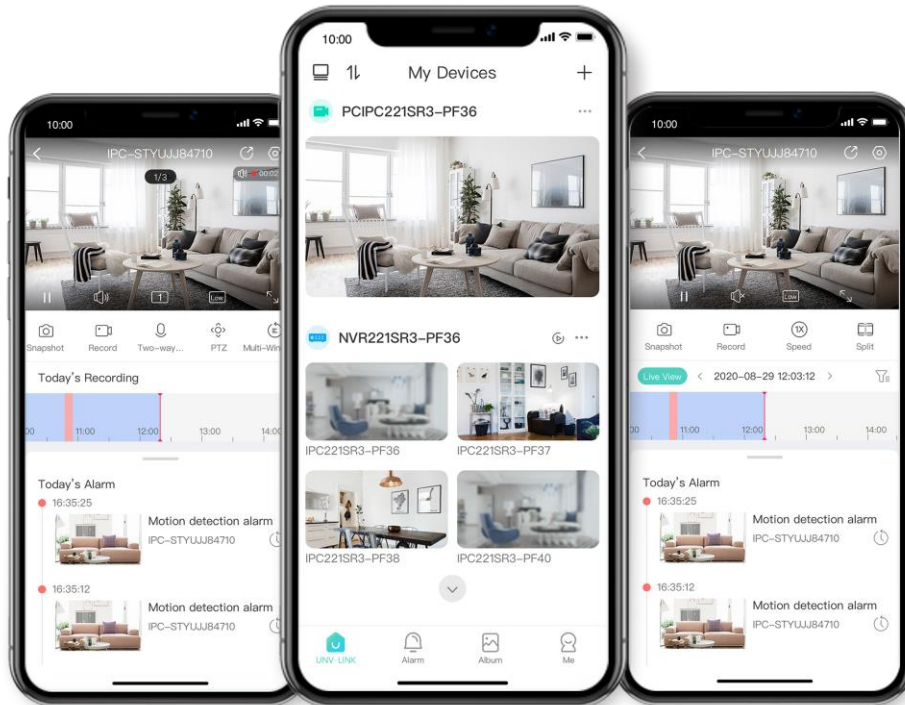 10:00
IPC-STYUJJ84710
1/3
00:02
1
Low
Snapshot
Record
Two-way...
PTZ
Multi-Win
Today's Recording
:00
11:00
12:00
13:00
14:00
Today's Alarm
16:35:25
Motion detection alarm
IPC-STYUJJ84710
16:35:12
Motion detection alarm
IPC-STYUJJ84710
10:00
My Devices
PCIPC221SR3-PF36
NVR221SR3-PF36
IPC221SR3-PF36
IPC221SR3-PF37
IPC221SR3-PF38
IPC221SR3-PF40
UNV-LINK
Alarm
Album
Me
10:00
IPC-STYUJJ84710
Low
Snapshot
Record
1X
Speed
Split
Live View
2020-08-29 12:03:12
:00
11:00
12:00
13:00
14:00
Today's Alarm
16:35:25
Motion detection alarm
IPC-STYUJJ84710
16:35:12
Motion detection alarm
IPC-STYUJJ84710